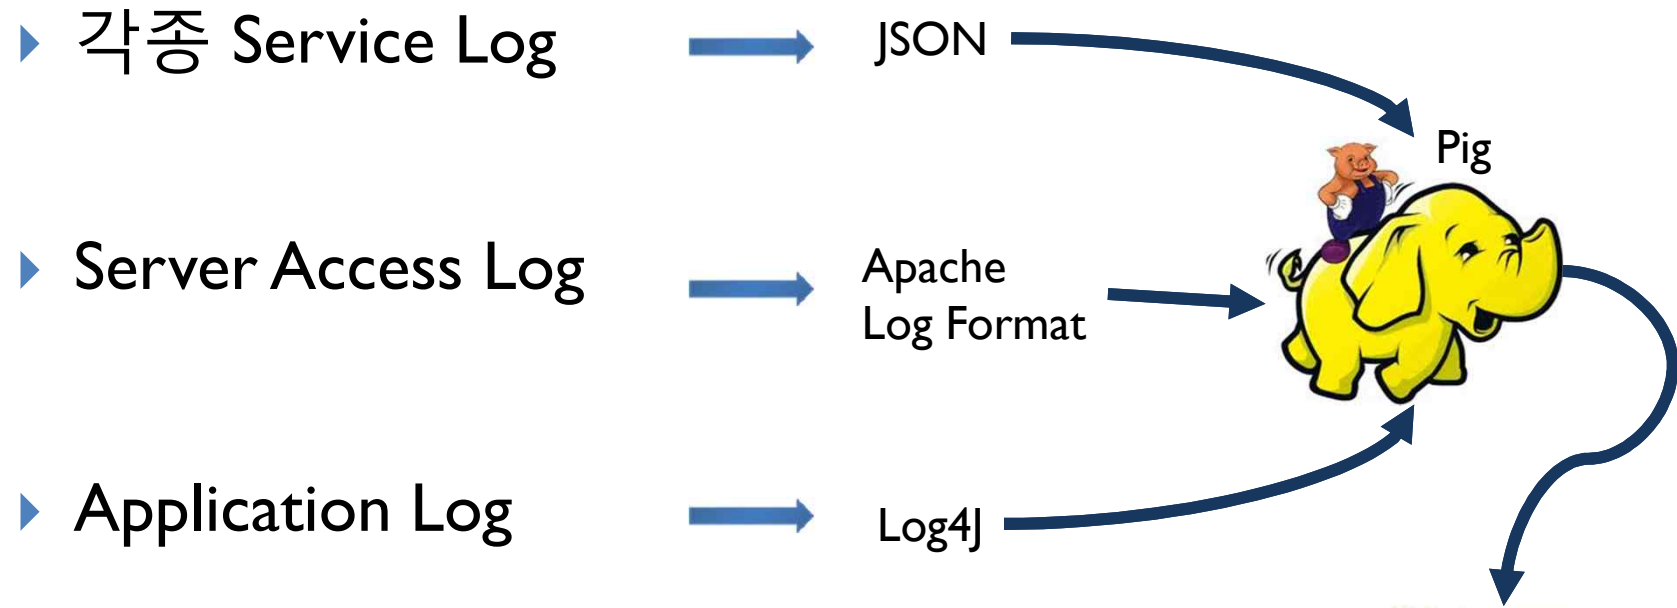 각종 Service Log
JSON
Pig
Server Access Log
Apache
Log Format
Application Log
Log4J